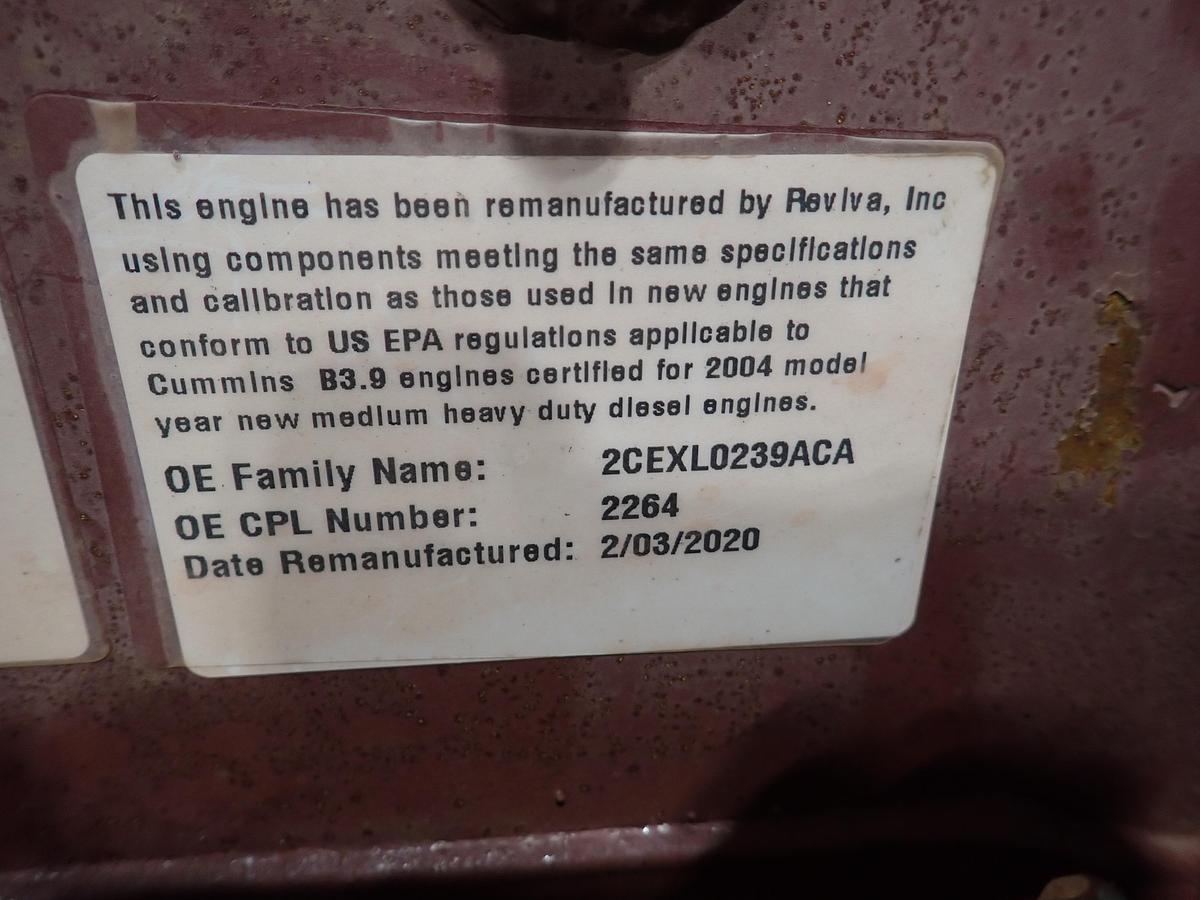 This engine has been remanufactured by Reviva, Inc
using components meeting the same specifications
and calibration as those used in new engines that
conform to US EPA regulations applicable to
Cummins B3.9 engines certified for 2004 model
year new medium heavy duty diesel engines.
OE Family Name: 2CEXL0239ACA
OE CPL Number: 2264
Date Remanufactured: 2/03/2020